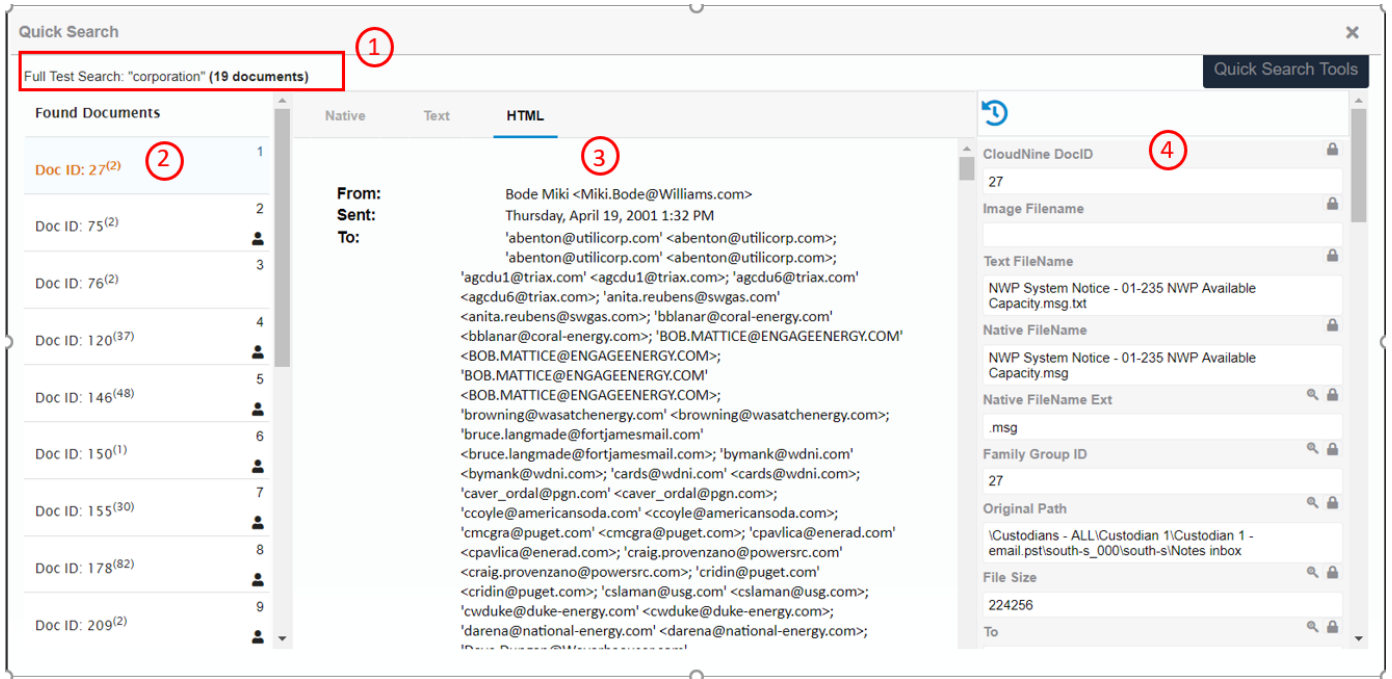 Quick Search
1
Full Test Search: "corporation" (19 documents)
Quick Search Tools
Found Documents
1
Doc ID: 27(2)
2
2
Doc ID: 75(2)
3
Doc ID: 76(2)
4
Doc ID: 120(37)
5
Doc ID: 146(48)
6
Doc ID: 150(1)
7
Doc ID: 155(30)
8
Doc ID: 178(82)
9
Doc ID: 209(2)
Native Text HTML
3
From: Bode Miki <Miki.Bode@Williams.com>
Sent: Thursday, April 19, 2001 1:32 PM
To: 'abenton@utilicorp.com' <abenton@utilicorp.com>;
'abenton@utilicorp.com' <abenton@utilicorp.com>;
'agcdu1@triax.com' <agcdu1@triax.com>; 'agcdu6@triax.com'
<agcdu6@triax.com>; 'anita.reubens@swgas.com'
<anita.reubens@swgas.com>; 'bblanar@coral-energy.com'
<bblanar@coral-energy.com>; 'BOB.MATTICE@ENGAGEENERGY.COM'
<BOB.MATTICE@ENGAGEENERGY.COM>;
'BOB.MATTICE@ENGAGEENERGY.COM'
<BOB.MATTICE@ENGAGEENERGY.COM>;
'browning@wasatchenergy.com' <browning@wasatchenergy.com>;
'bruce.langmade@fortjamesmail.com'
<bruce.langmade@fortjamesmail.com>; 'bymank@wdni.com'
<bymank@wdni.com>; 'cards@wdni.com' <cards@wdni.com>;
'caver_ordal@pgn.com' <caver_ordal@pgn.com>;
'ccoyle@americansoda.com' <ccoyle@americansoda.com>;
'cmcgra@puget.com' <cmcgra@puget.com>; 'cpavlica@enerad.com'
<cpavlica@enerad.com>; 'craig.provenzano@powersrc.com'
<craig.provenzano@powersrc.com>; 'cridin@puget.com'
<cridin@puget.com>; 'cslaman@usg.com' <cslaman@usg.com>;
'cwduke@duke-energy.com' <cwduke@duke-energy.com>;
'darena@national-energy.com' <darena@national-energy.com>;
4
CloudNine DocID
27
Image Filename
Text FileName
NWP System Notice - 01-235 NWP Available
Capacity.msg.txt
Native FileName
NWP System Notice - 01-235 NWP Available
Capacity.msg
Native FileName Ext
.msg
Family Group ID
27
Original Path
\Custodians - ALL\Custodian 1\Custodian 1 -
email.pst\south-s_000\south-s\Notes inbox
File Size
224256
To